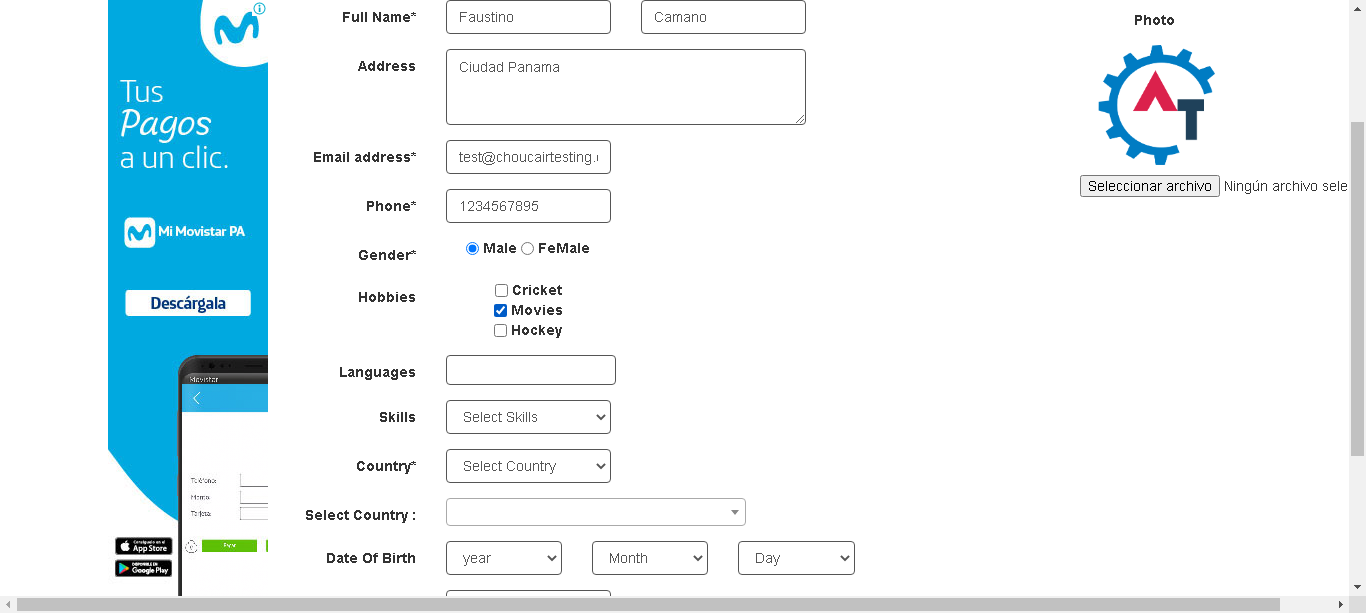 Full Name*
Faustino
Camano
Photo
Tus
Pagos
a un clic.
Address
Ciudad Panama
Email address*
test@choucairtesting.
Phone*
1234567895
Seleccionar archivo
Ningún archivo sele
Mi Movistar PA
Gender*
Male
FeMale
Descárgala
Hobbies
Cricket
Movies
Hockey
Movistar
Languages
Skills
Select Skills
Country*
Select Country
Teléfono:
Monto:
Tarjeta:
Select Country :
Pagar
App Store
Google Play
Date Of Birth
year
Month
Day